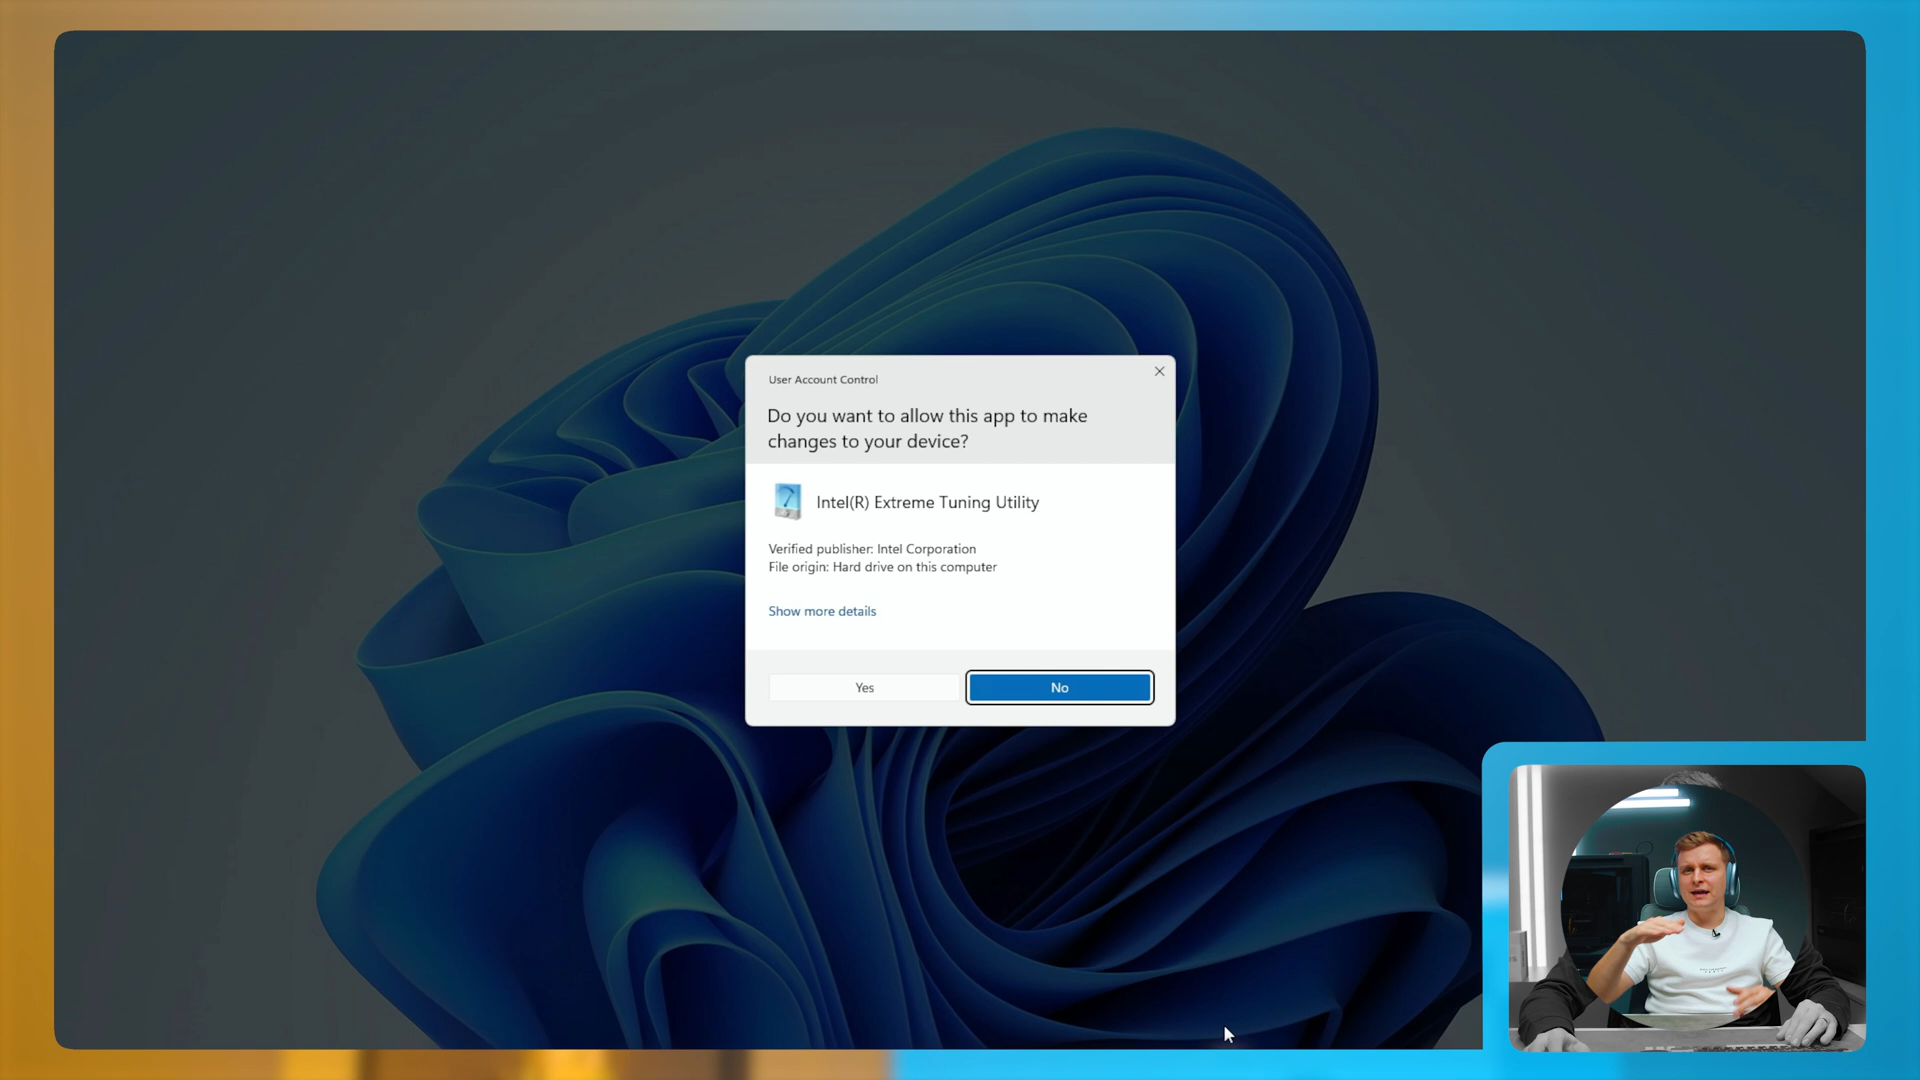 User Account Control
Do you want to allow this app to make
changes to your device?
Intel(R) Extreme Tuning Utility
Verified publisher: Intel Corporation
File origin: Hard drive on this computer
Show more details
Yes
No